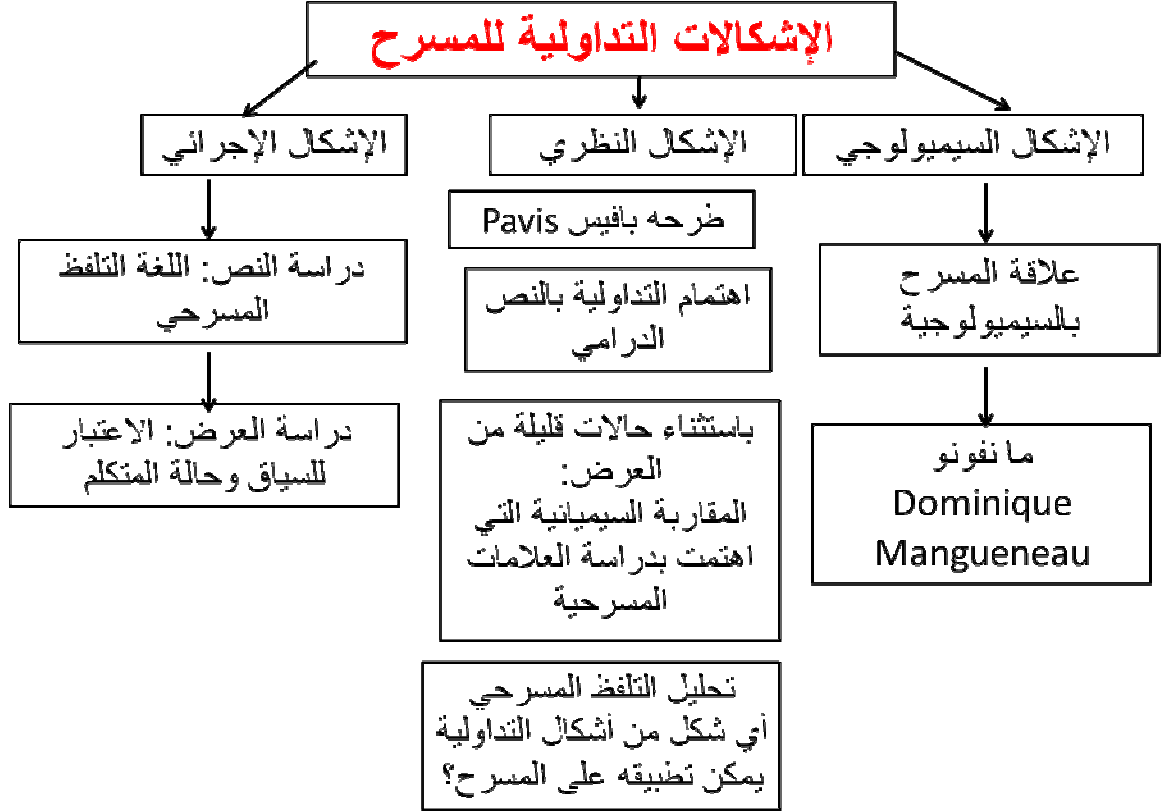 الإشكالات التداولية للمسرح
الإشكال السيميولوجي
الإشكال النظري
الإشكال الإجرائي
علاقة المسرح
بالسيميولوجية
مانفونو
Dominique
Mangueneau
طرحه بافيس Pavis
اهتمام التداولية بالنص
الدرامي
باستثناء حالات قليلة من
العرض:
المقاربة السيميائية التي
اهتمت بدراسة العلامات
المسرحية
تحليل التلفظ المسرحي
أي شكل من أشكال التداولية
يمكن تطبيقه على المسرح؟
دراسة النص: اللغة التلفظ
المسرحي
دراسة العرض: الاعتبار
للسياق وحالة المتكلم